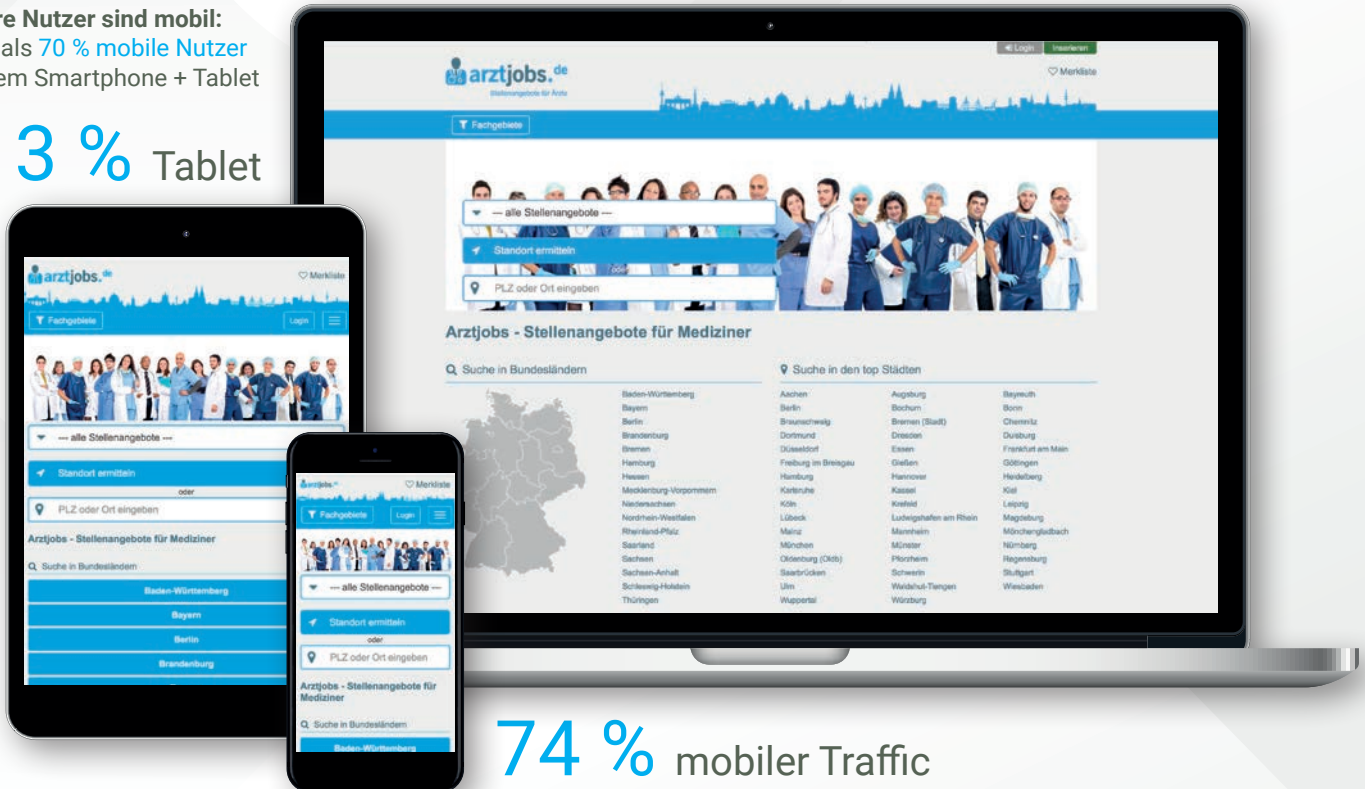 re Nutzer sind mobil:
als 70 % mobile Nutzer
em Smartphone + Tablet
3 % Tablet
arztjobs.de
Stellenangebote für Ärzte
Login
Inserieren
Merkliste
Fachgebiete
--- alle Stellenangebote ---
Standort ermitteln
oder
PLZ oder Ort eingeben
Arztjobs - Stellenangebote für Mediziner
Suche in Bundesländern
Baden-Württemberg
Bayern
Berlin
Brandenburg
Bremen
Hamburg
Hessen
Mecklenburg-Vorpommern
Niedersachsen
Nordrhein-Westfalen
Rheinland-Pfalz
Saarland
Sachsen
Sachsen-Anhalt
Schleswig-Holstein
Thüringen
Suche in den top Städten
Aachen Augsburg Bayreuth
Berlin Bochum Bonn
Braunschweig Bremen (Stadt) Chemnitz
Dortmund Dresden Duisburg
Düsseldorf Essen Frankfurt am Main
Freiburg im Breisgau Gießen Göttingen
Hamburg Hannover Heidelberg
Karlsruhe Kassel Kiel
Köln Krefeld Leipzig
Lübeck Ludwigshafen am Rhein Magdeburg
Mainz Mannheim Mönchengladbach
München Münster Nürnberg
Oldenburg (Oldb) Pforzheim Regensburg
Saarbrücken Schwerin Stuttgart
Ulm Waldshut-Tiengen Wiesbaden
Wuppertal Würzburg
arztjobs.de
Merkliste
Fachgebiete
Login
--- alle Stellenangebote ---
Standort ermitteln
oder
PLZ oder Ort eingeben
Arztjobs - Stellenangebote für Mediziner
Suche in Bundesländern
Baden-Württemberg
Bayern
Berlin
Brandenburg
arztjobs.de
Merkliste
Fachgebiete
Login
--- alle Stellenangebote ---
Standort ermitteln
oder
PLZ oder Ort eingeben
Arztjobs - Stellenangebote für
Mediziner
Suche in Bundesländern
Baden-Württemberg
74 % mobiler Traffic